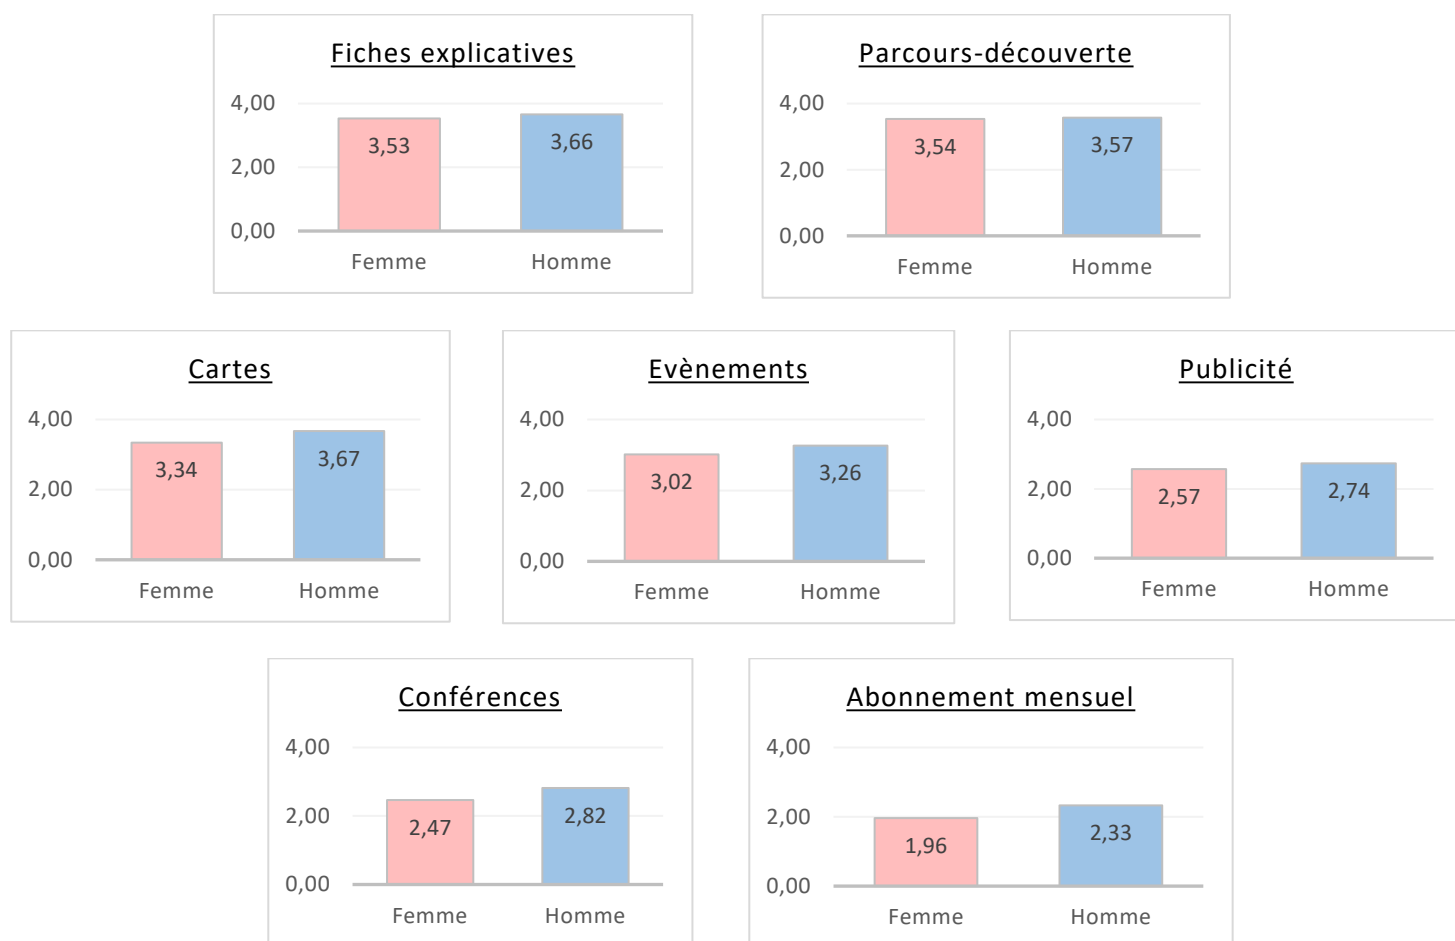 Fiches explicatives
4,00
2,00
0,00
3,53
3,66
Femme
Homme
Parcours-découverte
4,00
2,00
0,00
3,54
3,57
Femme
Homme
Cartes
4,00
2,00
0,00
3,34
3,67
Femme
Homme
Evènements
4,00
2,00
0,00
3,02
3,26
Femme
Homme
Publicité
4,00
2,00
0,00
2,57
2,74
Femme
Homme
Conférences
4,00
2,00
0,00
2,47
2,82
Femme
Homme
Abonnement mensuel
4,00
2,00
0,00
1,96
2,33
Femme
Homme